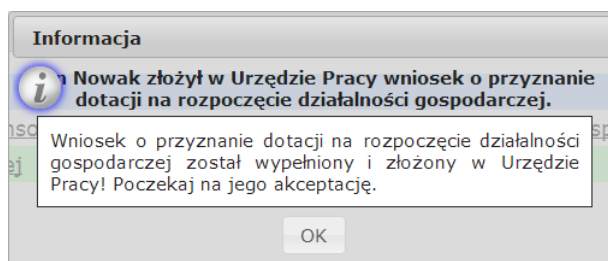 Informacja
Nowak złożył w Urzędzie Pracy wniosek o przyznanie
dotacji na rozpoczęcie działalności gospodarczej.
Wniosek o przyznanie dotacji na rozpoczęcie działalności
gospodarczej został wypełniony i złożony w Urzędzie
Pracy! Poczekaj na jego akceptację.
OK